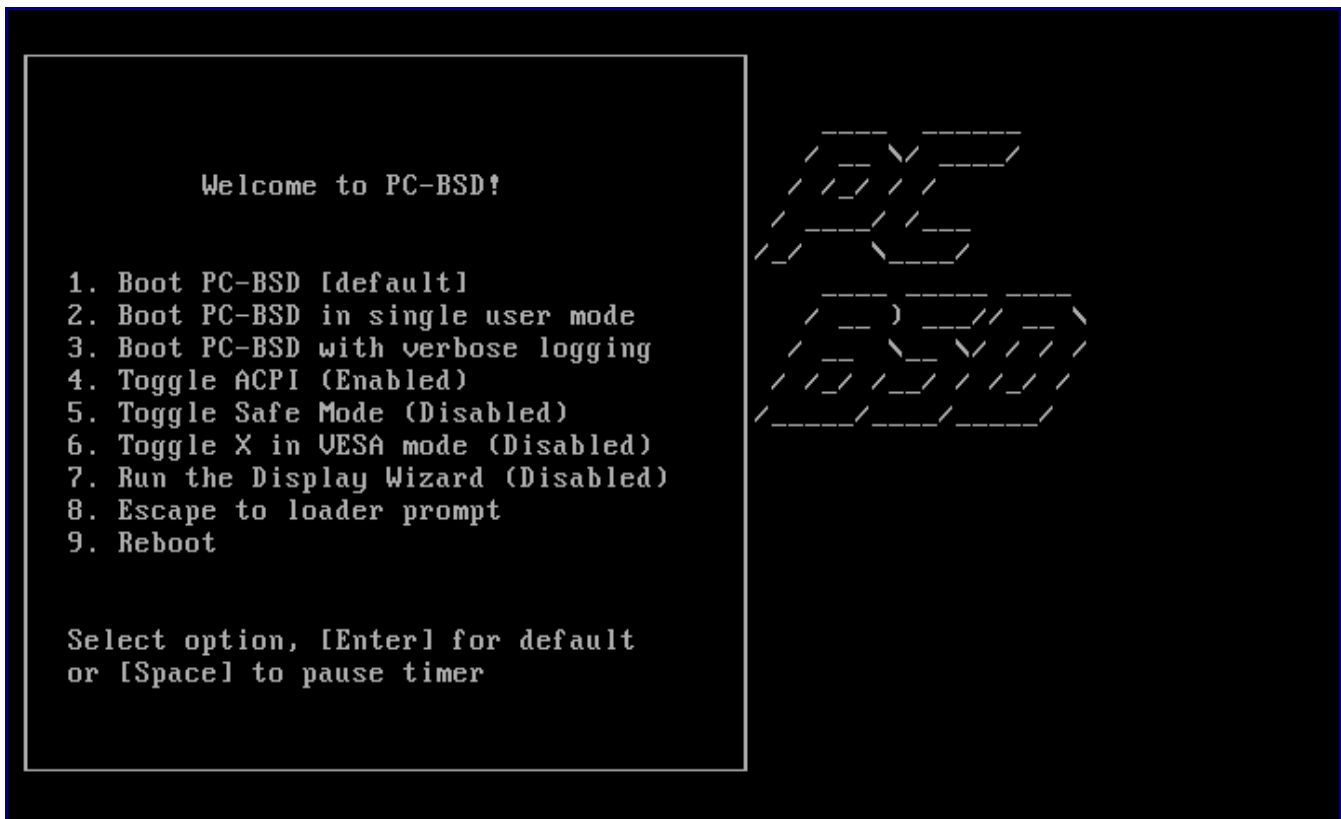 Welcome to PC-BSD!
1. Boot PC-BSD [default]
2. Boot PC-BSD in single user mode
3. Boot PC-BSD with verbose logging
4. Toggle ACPI (Enabled)
5. Toggle Safe Mode (Disabled)
6. Toggle X in VESA mode (Disabled)
7. Run the Display Wizard (Disabled)
8. Escape to loader prompt
9. Reboot
Select option, [Enter] for default
or [Space] to pause timer
PC
BSD